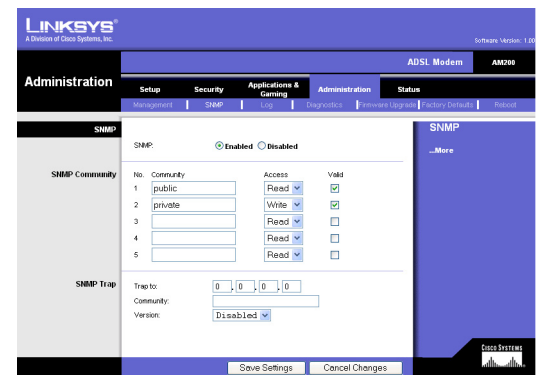 LINKSYS®
A Division of Cisco Systems, Inc.
Software Version: 1.00
ADSL Modem AM200
Administration
Setup Security Applications & Gaming Administration Status
Management SNMP Log Diagnostics Firmware Upgrade Factory Defaults Reboot
SNMP
SNMP: Enabled Disabled
SNMP
...More
SNMP Community
No. Community Access Valid
1 public Read
2 private Write
3 Read
4 Read
5 Read
SNMP Trap
Trap to: 0 . 0 . 0 . 0
Community:
Version: Disabled
Save Settings Cancel Changes
CISCO SYSTEMS